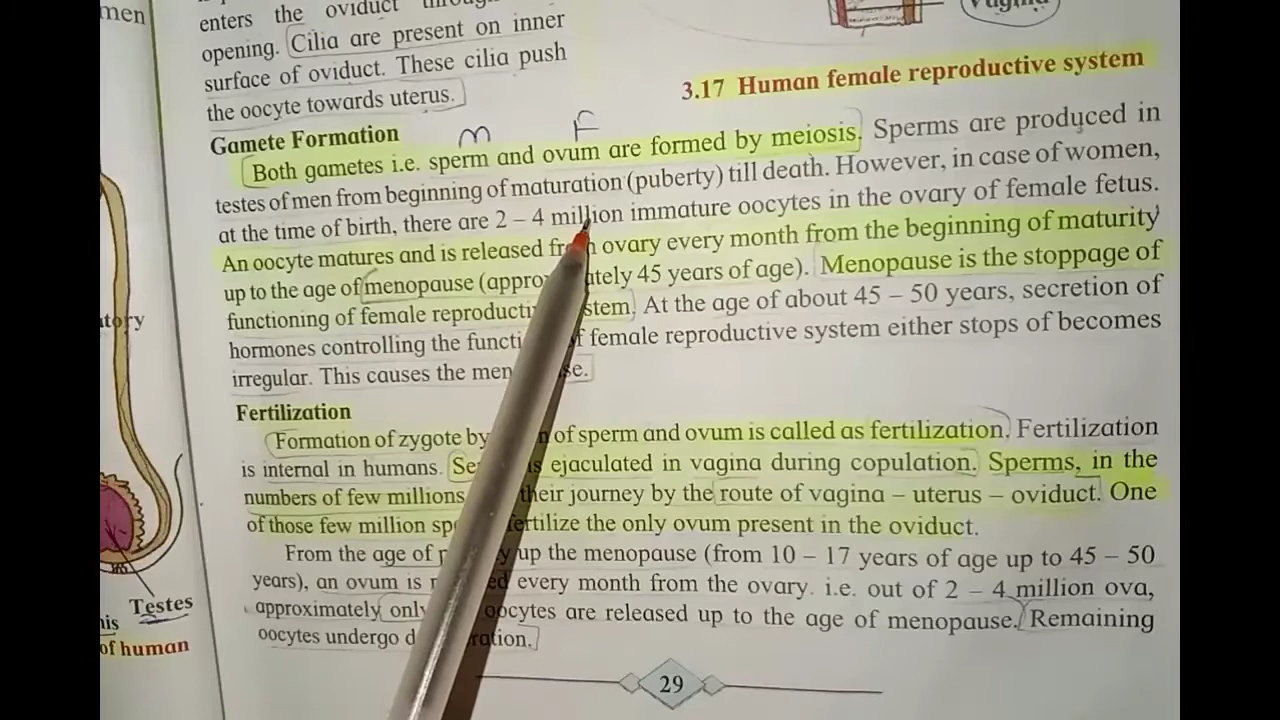 men
enters the oviduct
opening. Cilia are present on inner
surface of oviduct. These cilia push
the oocyte towards uterus.
3.17 Human female reproductive system
Gamete Formation
M F
Both gametes i.e. sperm and ovum are formed by meiosis. Sperms are produced in
testes of men from beginning of maturation (puberty) till death. However, in case of women,
at the time of birth, there are 2 – 4 million immature oocytes in the ovary of female fetus.
An oocyte matures and is released from ovary every month from the beginning of maturity
up to the age of menopause ately 45 years of age). Menopause is the stoppage of
functioning of female stem. At the age of about 45 – 50 years, secretion of
hormones controlling the female reproductive system either stops of becomes
irregular. This causes the
Fertilization
Formation of zygote by of sperm and ovum is called as fertilization. Fertilization
is internal in humans. ejaculated in vagina during copulation. Sperms, in the
numbers of few millions their journey by the route of vagina – uterus – oviduct. One
of those few million fertilize the only ovum present in the oviduct.
From the age of up the menopause (from 10 – 17 years of age up to 45 – 50
years), an ovum is every month from the ovary. i.e. out of 2 – 4 million ova,
approximately only oocytes are released up to the age of menopause. Remaining
oocytes undergo
Testes
of human
29